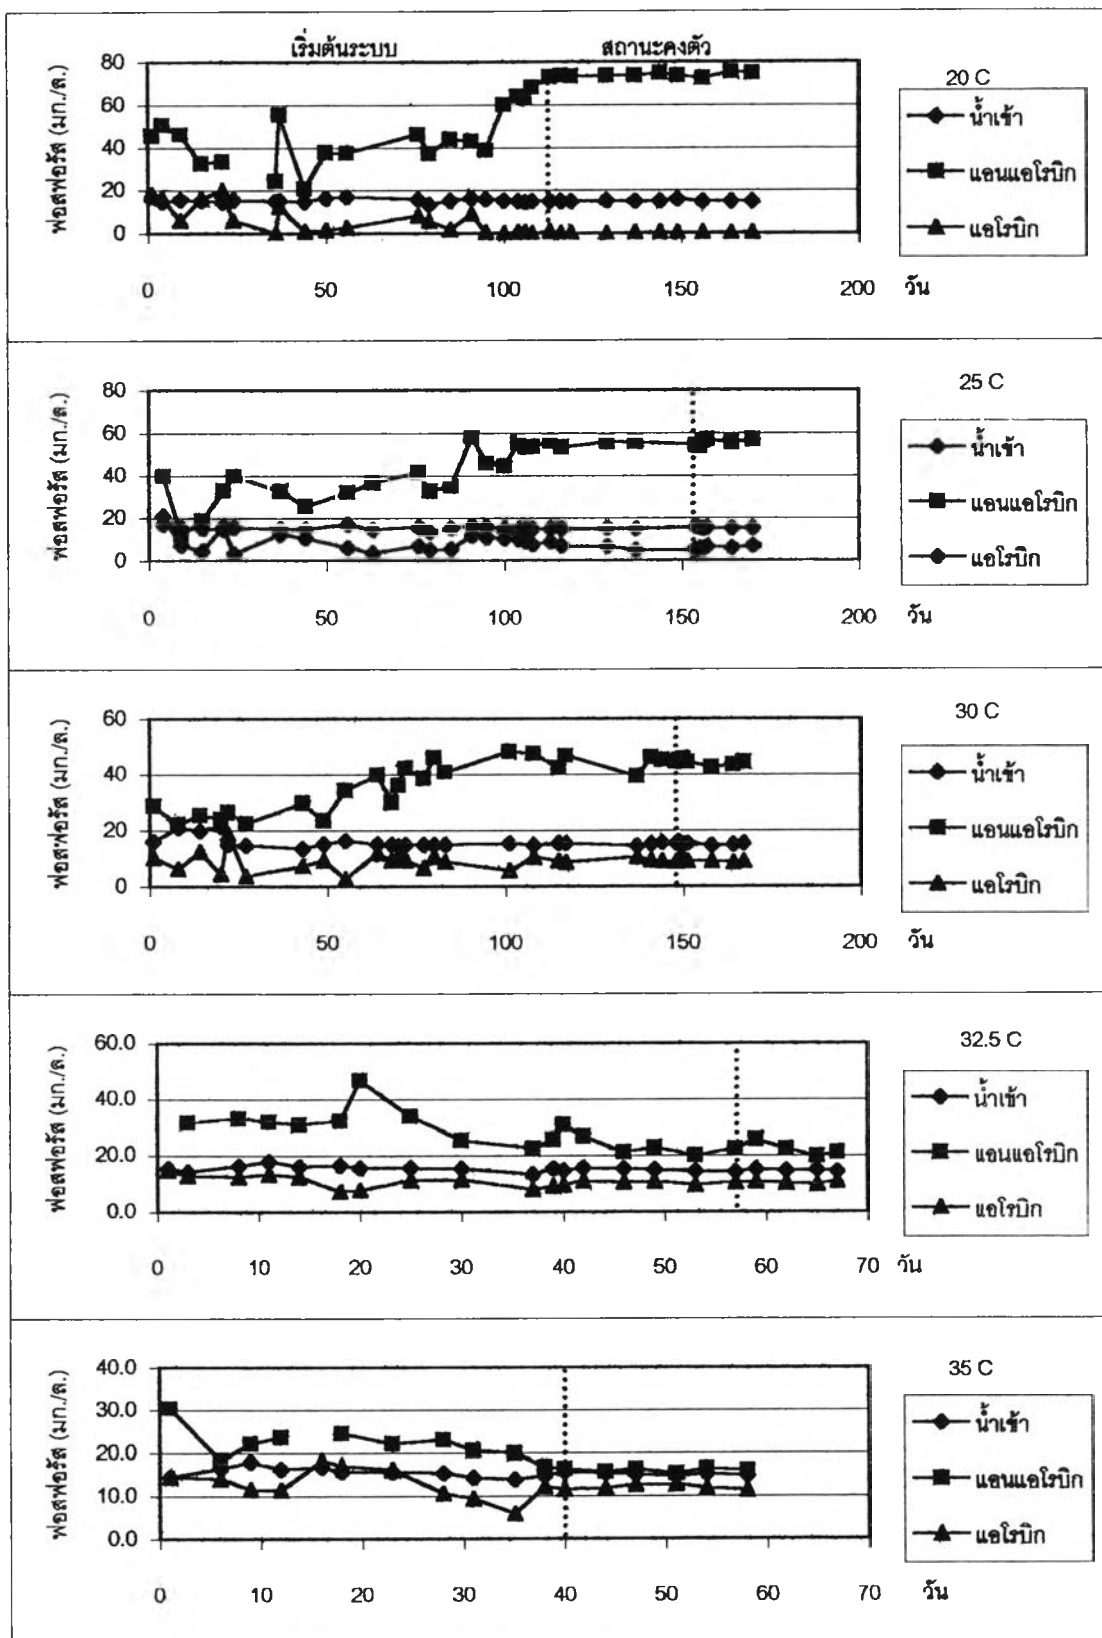 เริ่มต้นระบบ สถานะคงตัว
ฟอสฟอรัส (มก./ล.)
80
60
40
20
0
0 50 100 150 200 วัน
20 C
น้ำเข้า
แอนแอโรบิก
แอโรบิก
ฟอสฟอรัส (มก./ล.)
80
60
40
20
0
0 50 100 150 200 วัน
25 C
น้ำเข้า
แอนแอโรบิก
แอโรบิก
ฟอสฟอรัส (มก./ล.)
60
40
20
0
0 50 100 150 200 วัน
30 C
น้ำเข้า
แอนแอโรบิก
แอโรบิก
ฟอสฟอรัส (มก./ล.)
60.0
40.0
20.0
0.0
0 10 20 30 40 50 60 70 วัน
32.5 C
น้ำเข้า
แอนแอโรบิก
แอโรบิก
ฟอสฟอรัส (มก./ล.)
40.0
30.0
20.0
10.0
0.0
0 10 20 30 40 50 60 70 วัน
35 C
น้ำเข้า
แอนแอโรบิก
แอโรบิก